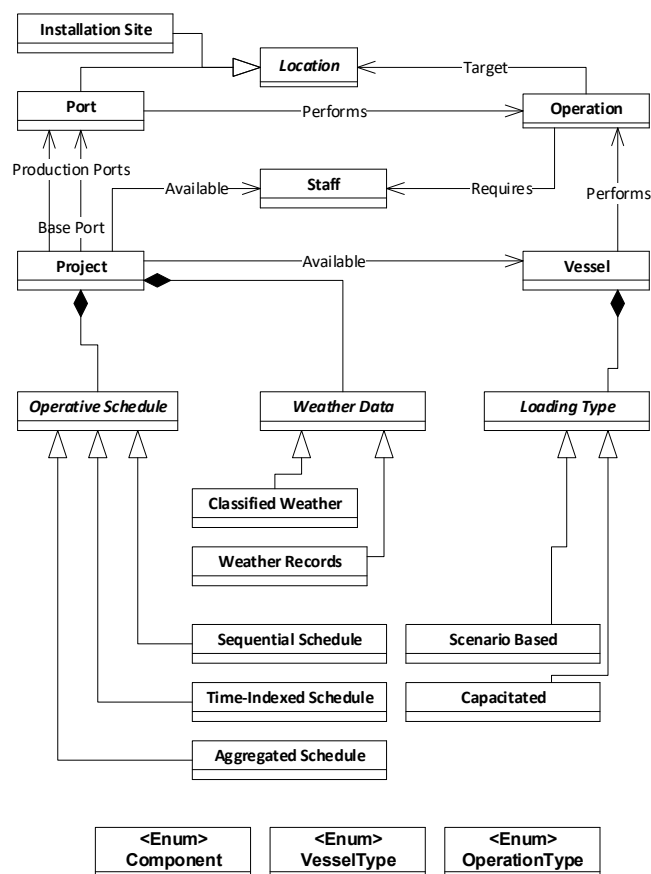 Installation Site
Location
Target
Port
Performs
Operation
Production Ports
Available
Staff
Requires
Performs
Base Port
Project
Available
Vessel
Operative Schedule
Weather Data
Loading Type
Classified Weather
Weather Records
Sequential Schedule
Scenario Based
Time-Indexed Schedule
Capacitated
Aggregated Schedule
<Enum>
Component
<Enum>
VesselType
<Enum>
OperationType